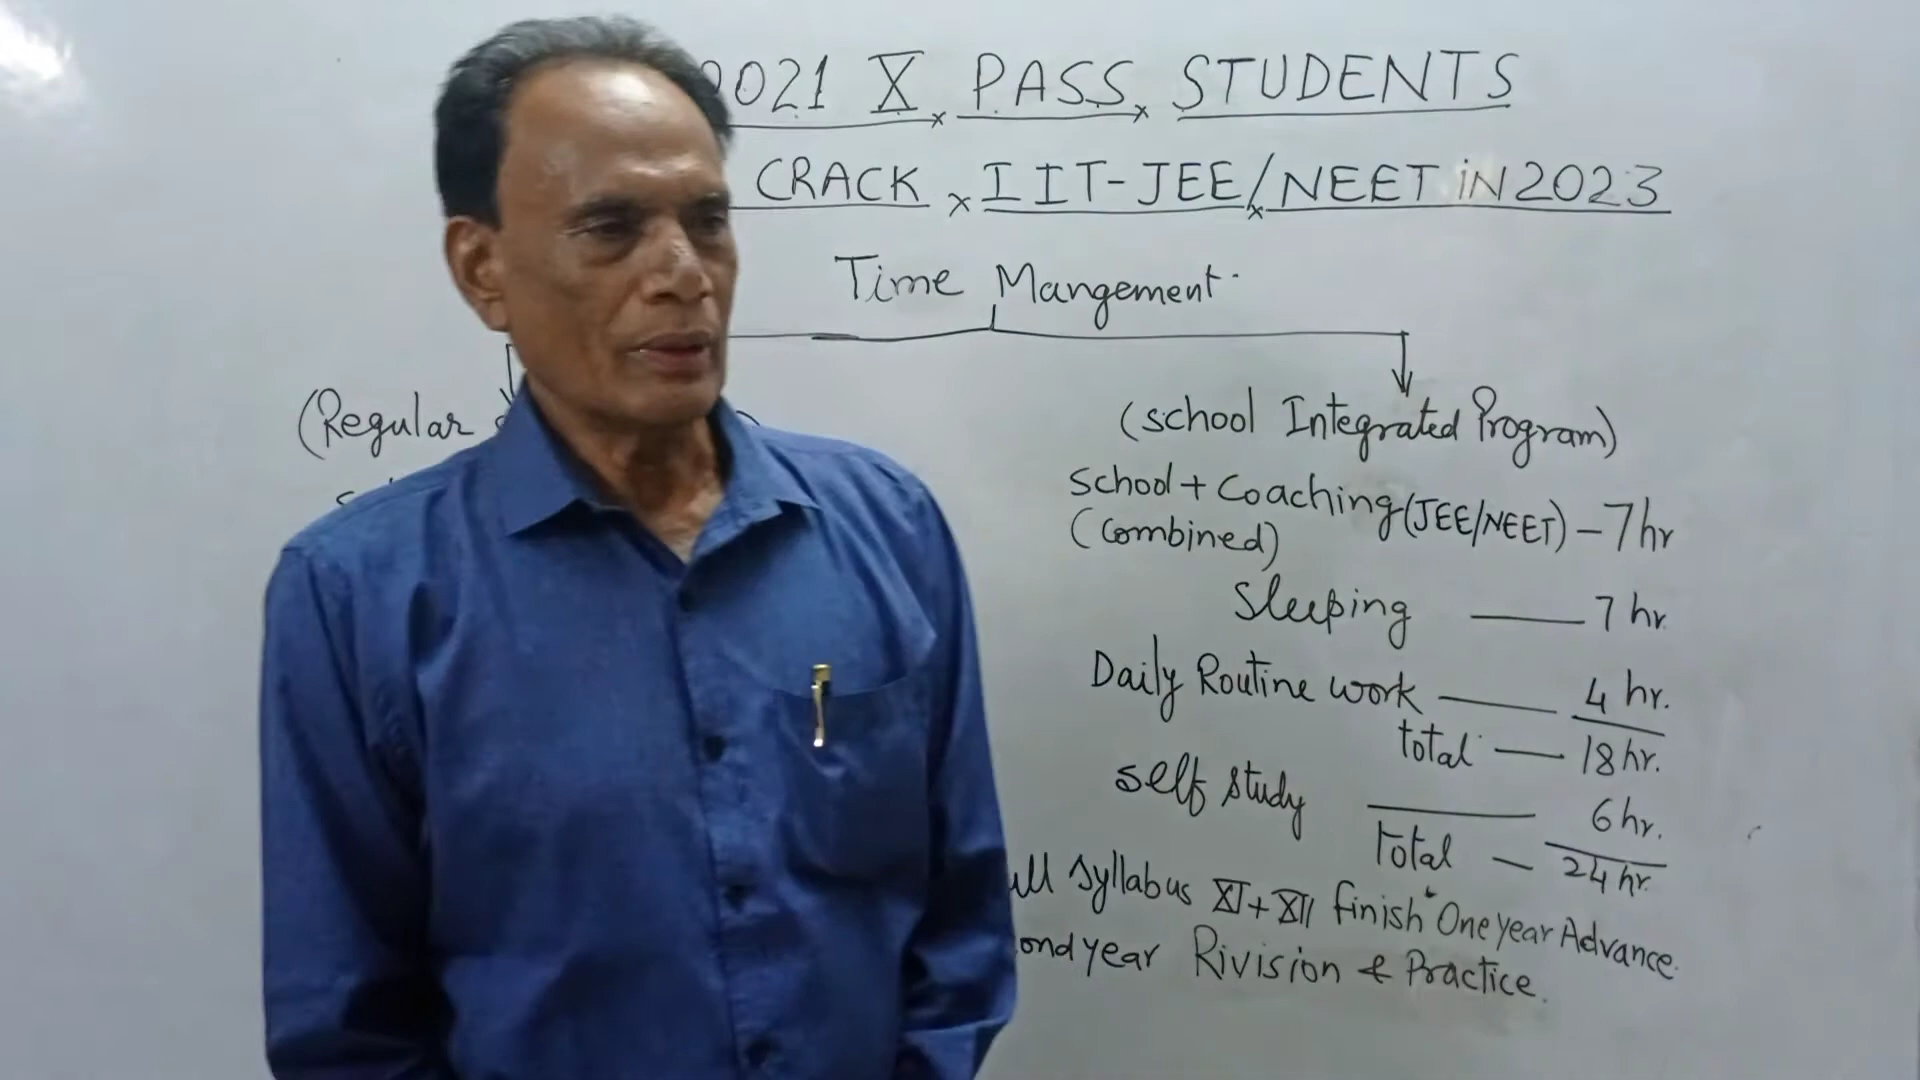 2021 X PASS STUDENTS
CRACK IIT-JEE/NEET iN 2023
Time Mangement
(Regular
(School Integrated Program)
School + Coaching (JEE/NEET) - 7 hr
(Combined)
Sleeping — 7 hr
Daily Routine work — 4 hr.
total — 18 hr.
Self study — 6 hr.
Total — 24 hr.
Syllabus XI + XII finish One year Advance
year Rivision & Practice.